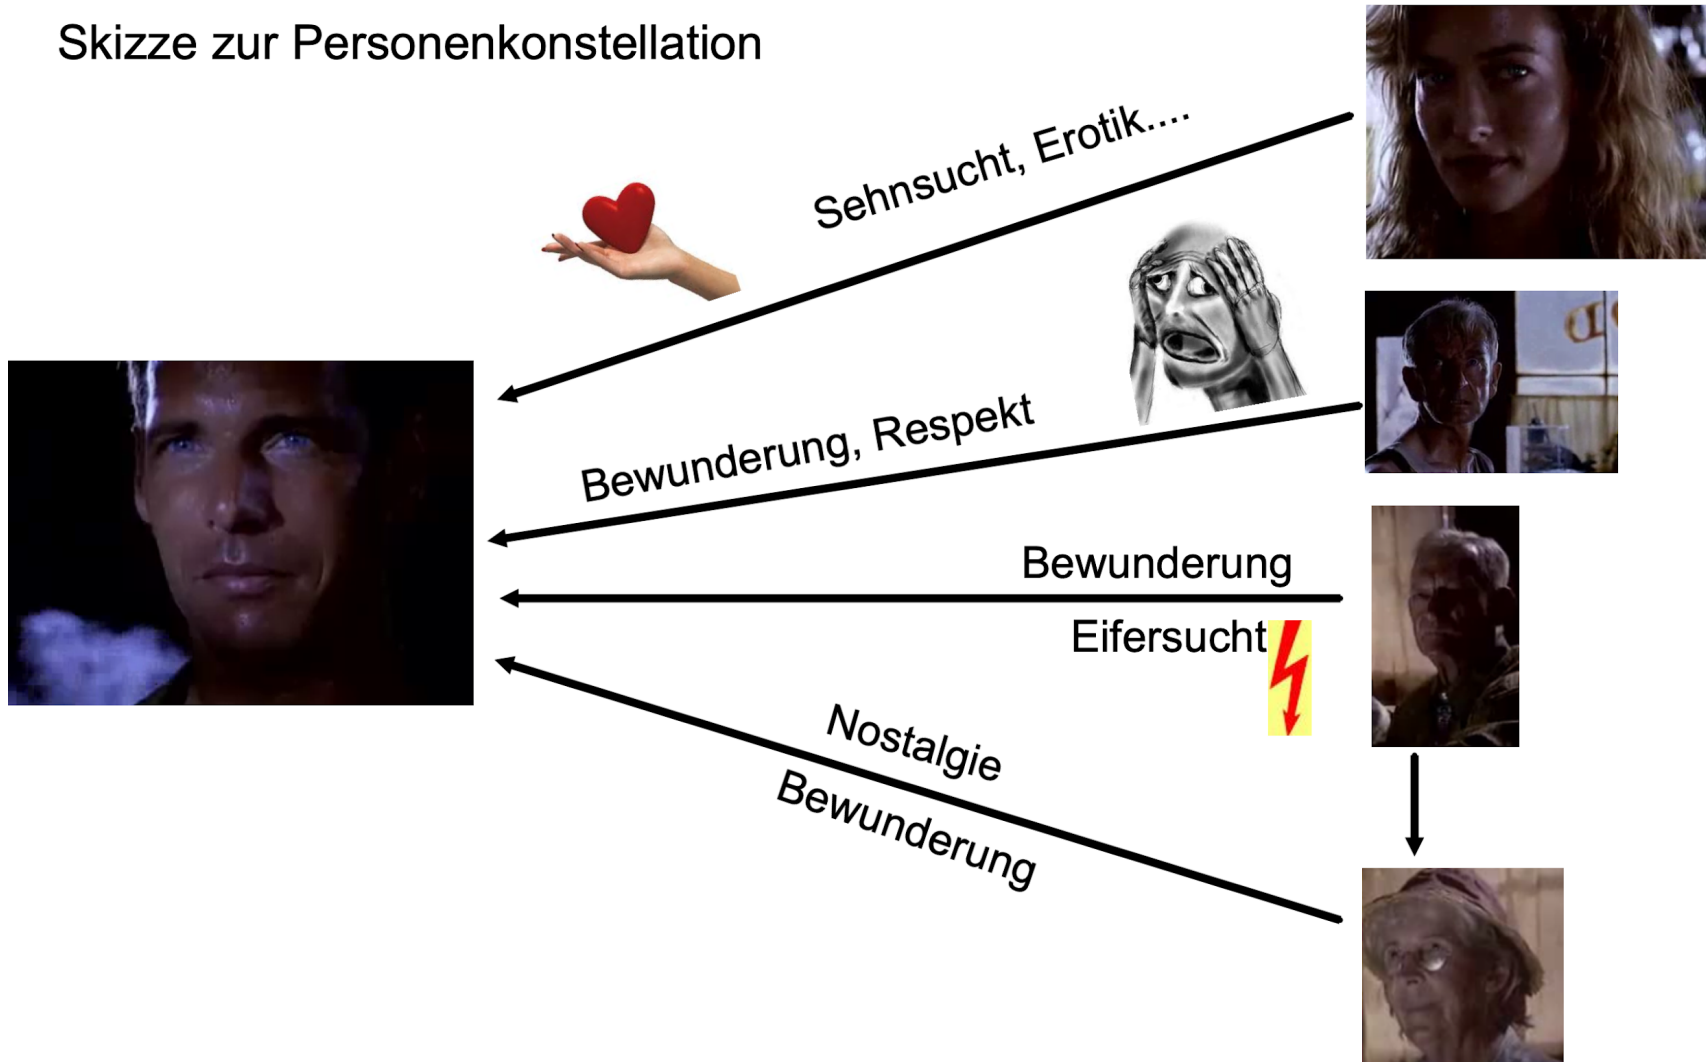 Skizze zur Personenkonstellation
Sehnsucht, Erotik....
Bewunderung, Respekt
Bewunderung
Eifersucht
Nostalgie
Bewunderung